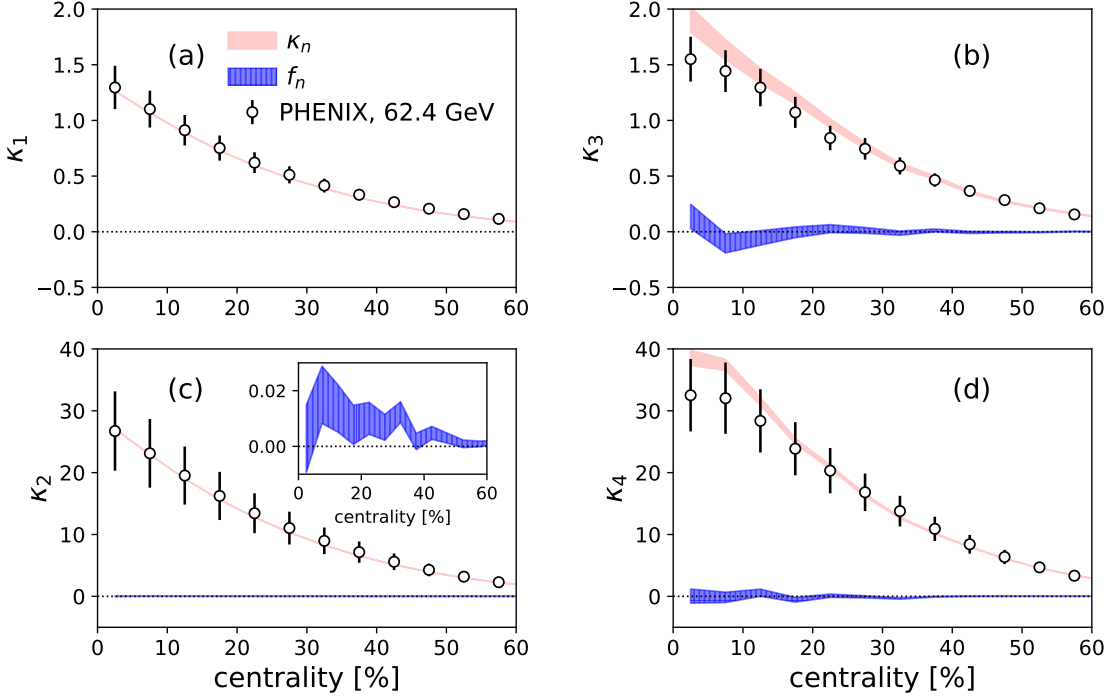 2.0
1.5
1.0
0.5
0.0
−0.5
κ1
(a)
κn
fn
PHENIX, 62.4 GeV
0 10 20 30 40 50 60
2.0
1.5
1.0
0.5
0.0
−0.5
κ3
(b)
0 10 20 30 40 50 60
40
30
20
10
0
κ2
(c)
0.02
0.00
0 20 40 60
centrality [%]
0 10 20 30 40 50 60
centrality [%]
40
30
20
10
0
κ4
(d)
0 10 20 30 40 50 60
centrality [%]